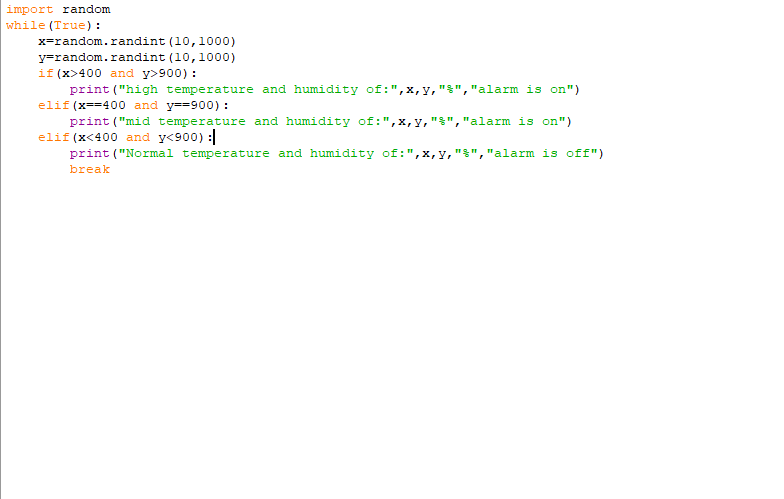 import random
while(True):
    x=random.randint(10,1000)
    y=random.randint(10,1000)
    if(x>400 and y>900):
        print("high temperature and humidity of:",x,y,"%","alarm is on")
    elif(x==400 and y==900):
        print("mid temperature and humidity of:",x,y,"%","alarm is on")
    elif(x<400 and y<900):
        print("Normal temperature and humidity of:",x,y,"%","alarm is off")
        break